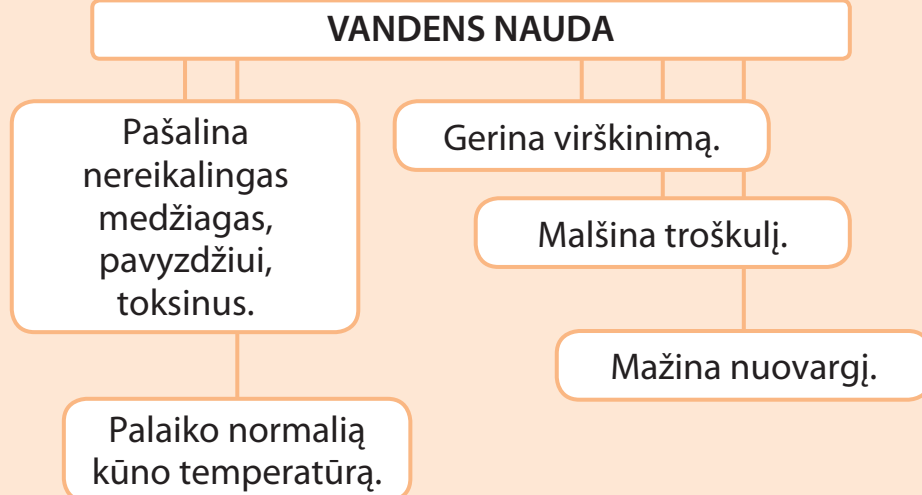 VANDENS NAUDA
Pašalina
nereikalingas
medžiagas,
pavyzdžiui,
toksinus.
Palaiko normalią
kūno temperatūrą.
Gerina virškinimą.
Malšina troškulį.
Mažina nuovargį.